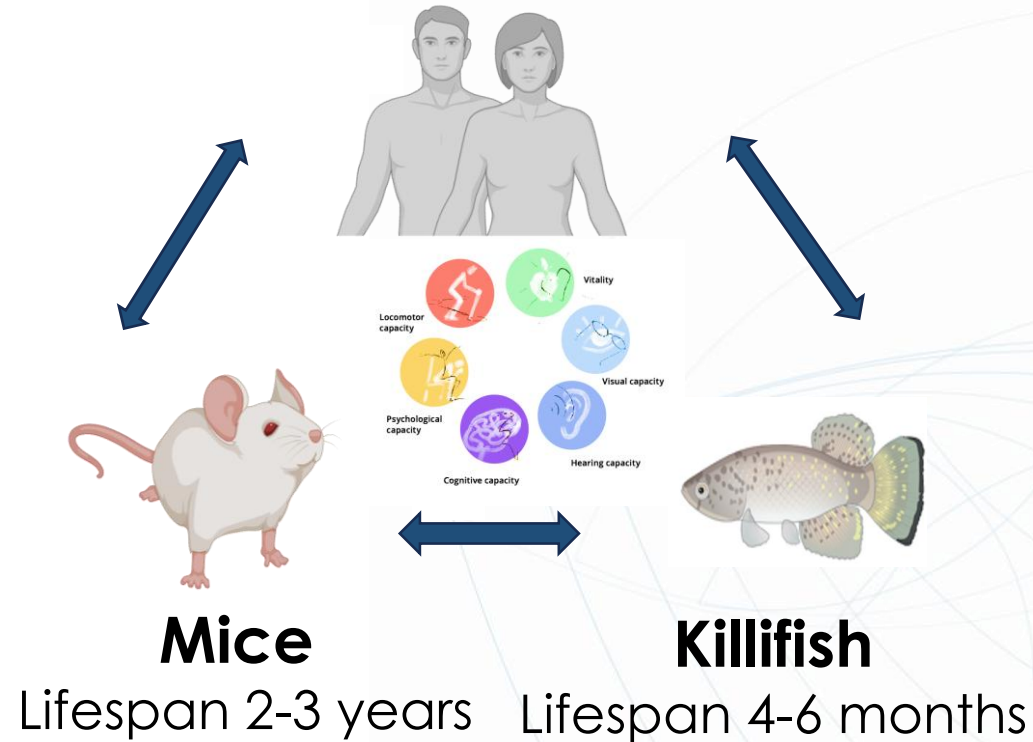 Vitality
Locomotor
capacity
Visual capacity
Psychological
capacity
Hearing capacity
Cognitive capacity
Mice
Lifespan 2-3 years
Killifish
Lifespan 4-6 months